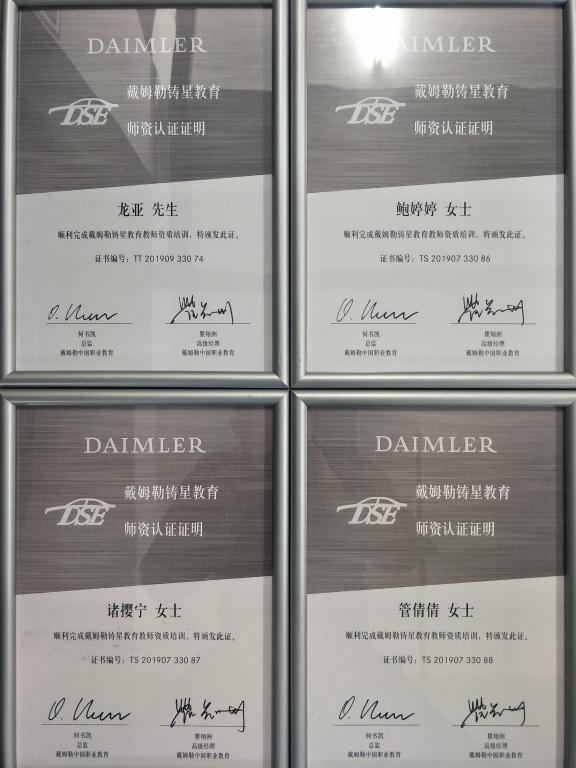 DAIMLER
DSE
戴姆勒铸星教育
师资认证证明
龙亚 先生
顺利完成戴姆勒铸星教育教师资质培训，特颁发此证。
证书编号：TT 201909 330 74
何书凯
总监
戴姆勒中国职业教育
瞿翔洲
高级经理
戴姆勒中国职业教育
DAIMLER
DSE
戴姆勒铸星教育
师资认证证明
鲍婷婷 女士
顺利完成戴姆勒铸星教育教师资质培训，特颁发此证。
证书编号：TS 201907 330 86
何书凯
总监
戴姆勒中国职业教育
瞿翔洲
高级经理
戴姆勒中国职业教育
DAIMLER
DSE
戴姆勒铸星教育
师资认证证明
诸撄宁 女士
顺利完成戴姆勒铸星教育教师资质培训，特颁发此证。
证书编号：TS 201907 330 87
何书凯
总监
戴姆勒中国职业教育
瞿翔洲
高级经理
戴姆勒中国职业教育
DAIMLER
DSE
戴姆勒铸星教育
师资认证证明
管倩倩 女士
顺利完成戴姆勒铸星教育教师资质培训，特颁发此证。
证书编号：TS 201907 330 88
何书凯
总监
戴姆勒中国职业教育
瞿翔洲
高级经理
戴姆勒中国职业教育